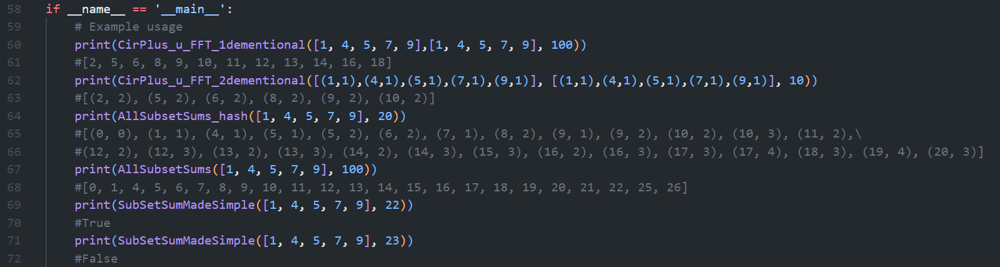 58 if __name__ == '__main__':
59 # Example usage
60 print(CirPlus_u_FFT_1dementional([1, 4, 5, 7, 9],[1, 4, 5, 7, 9], 100))
61 #[2, 5, 6, 8, 9, 10, 11, 12, 13, 14, 16, 18]
62 print(CirPlus_u_FFT_2dementional([(1,1),(4,1),(5,1),(7,1),(9,1)], [(1,1),(4,1),(5,1),(7,1),(9,1)], 10))
63 #[(2, 2), (5, 2), (6, 2), (8, 2), (9, 2), (10, 2)]
64 print(AllSubsetSums_hash([1, 4, 5, 7, 9], 20))
65 #[(0, 0), (1, 1), (4, 1), (5, 1), (5, 2), (6, 2), (7, 1), (8, 2), (9, 1), (9, 2), (10, 2), (10, 3), (11, 2),\
66 #(12, 2), (12, 3), (13, 2), (13, 3), (14, 2), (14, 3), (15, 3), (16, 2), (16, 3), (17, 3), (17, 4), (18, 3), (19, 4), (20, 3)]
67 print(AllSubsetSums([1, 4, 5, 7, 9], 100))
68 #[0, 1, 4, 5, 6, 7, 8, 9, 10, 11, 12, 13, 14, 15, 16, 17, 18, 19, 20, 21, 22, 25, 26]
69 print(SubSetSumMadeSimple([1, 4, 5, 7, 9], 22))
70 #True
71 print(SubSetSumMadeSimple([1, 4, 5, 7, 9], 23))
72 #False